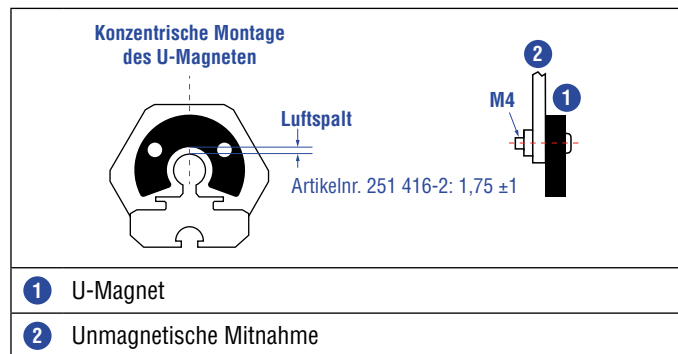 Konzentrische Montage
des U-Magneten
2
1
M4
Luftspalt
Artikelnr. 251 416-2: 1,75 ±1
1 U-Magnet
2 Unmagnetische Mitnahme